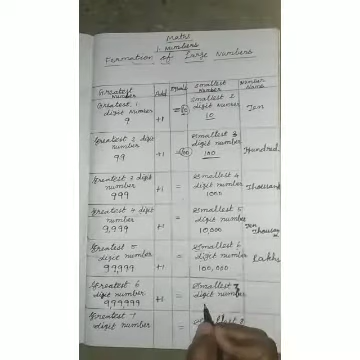 Maths
1. Numbers
Formation of Large Numbers
Greatest Number Add Equals Smallest Number Number Name
Greatest 1 digit number 9 +1 = 10 Smallest 2 digit number 10 Ten
Greatest 2 digit number 99 +1 = 100 Smallest 3 digit number 100 Hundred
Greatest 3 digit number 999 +1 = Smallest 4 digit number 1000 Thousand
Greatest 4 digit number 9,999 +1 = Smallest 5 digit number 10,000 Ten Thousand
Greatest 5 digit number 99,999 +1 = Smallest 6 digit number 100,000 Lakhs
Greatest 6 digit number 999,999 +1 = Smallest 7 digit number
Greatest 7 digit number = Smallest 8